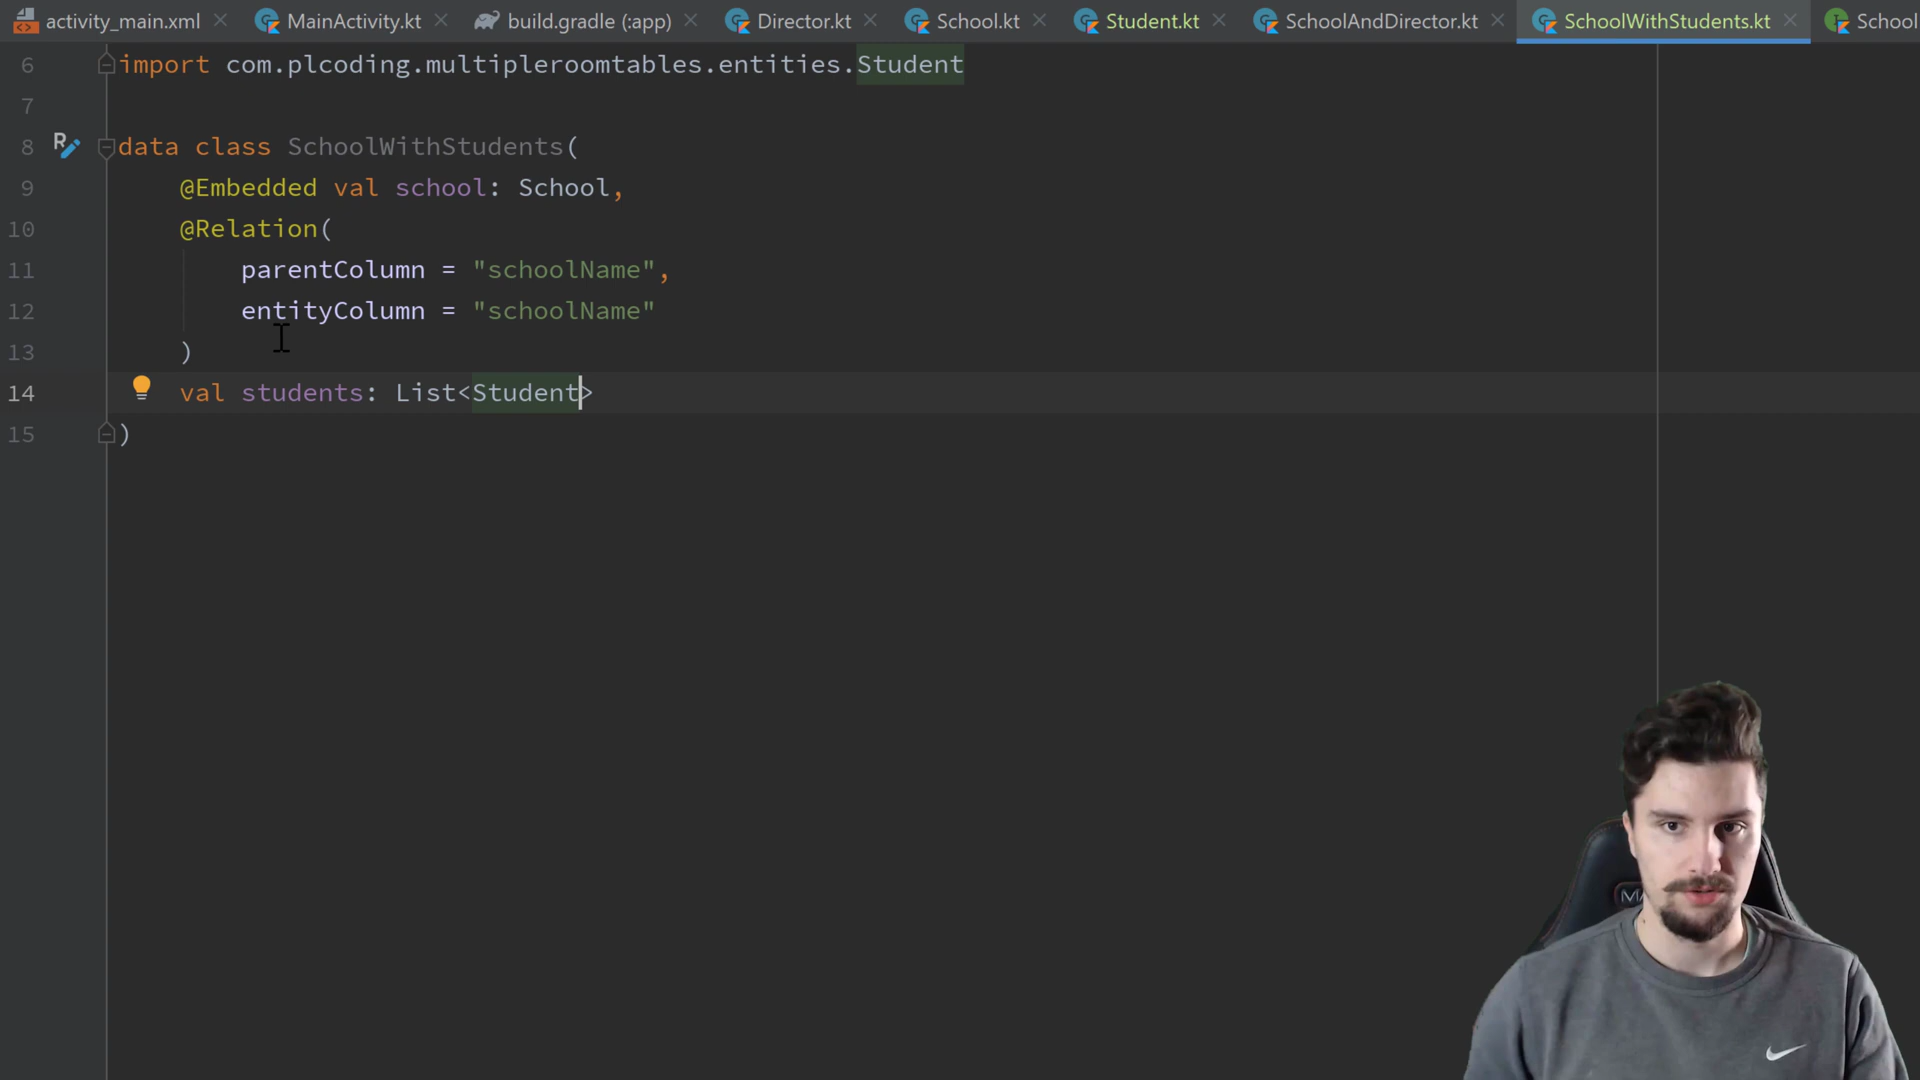 activity_main.xml MainActivity.kt build.gradle (:app) Director.kt School.kt Student.kt SchoolAndDirector.kt SchoolWithStudents.kt School
6 import com.plcoding.multipleroomtables.entities.Student
7
8 data class SchoolWithStudents(
9 @Embedded val school: School,
10 @Relation(
11 parentColumn = "schoolName",
12 entityColumn = "schoolName"
13 )
14 val students: List<Student>
15 )